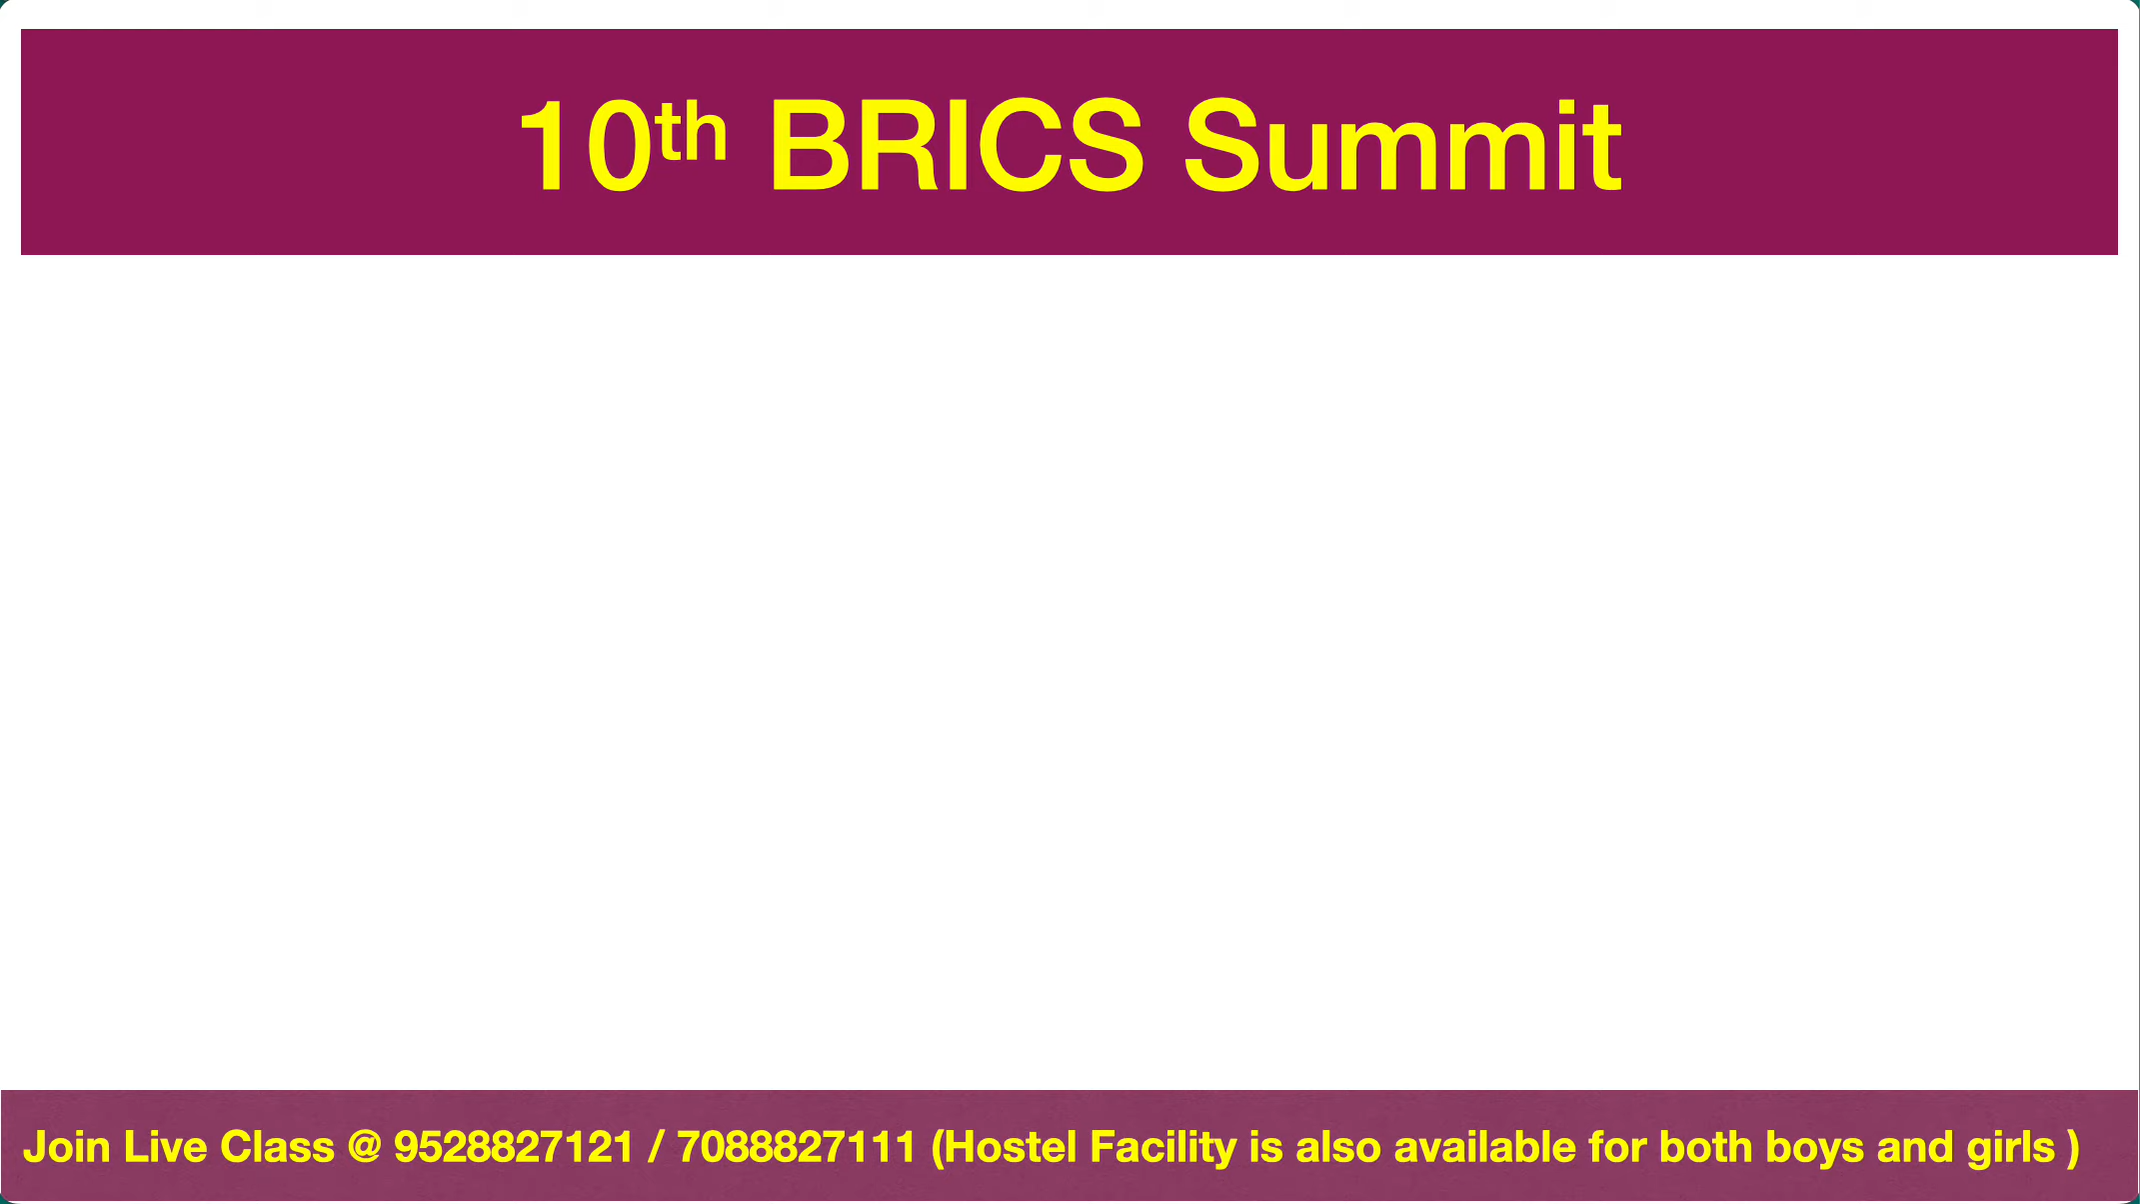 10th BRICS Summit
Join Live Class @ 9528827121 / 7088827111 (Hostel Facility is also available for both boys and girls )